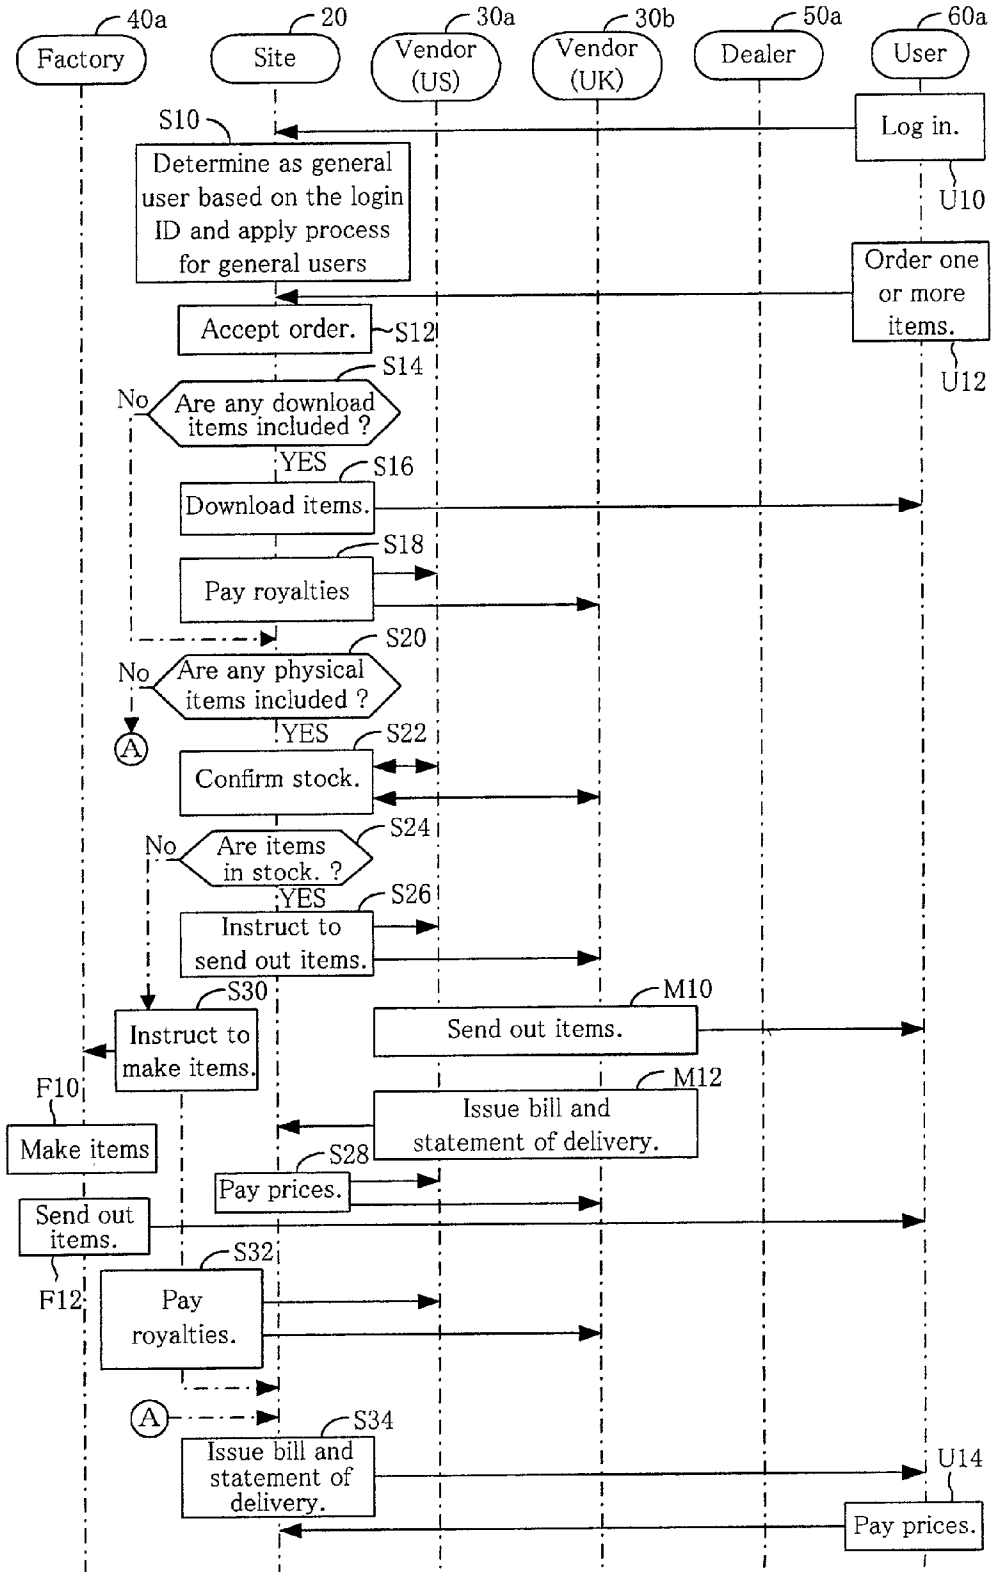 40a
20
30a
30b
50a
60a
Factory
Site
Vendor
(US)
Vendor
(UK)
Dealer
User
Log in.
U10
S10
Determine as general
user based on the login
ID and apply process
for general users
Order one
or more
items.
U12
Accept order.
S12
S14
No
Are any download
items included ?
YES
S16
Download items.
S18
Pay royalties
S20
No
Are any physical
items included ?
A
YES
S22
Confirm stock.
S24
No
Are items
in stock. ?
YES
S26
Instruct to
send out items.
S30
Instruct to
make items.
M10
Send out items.
F10
Make items
M12
Issue bill and
statement of delivery.
S28
Pay prices.
Send out
items.
F12
S32
Pay
royalties.
A
S34
Issue bill and
statement of
delivery.
U14
Pay prices.